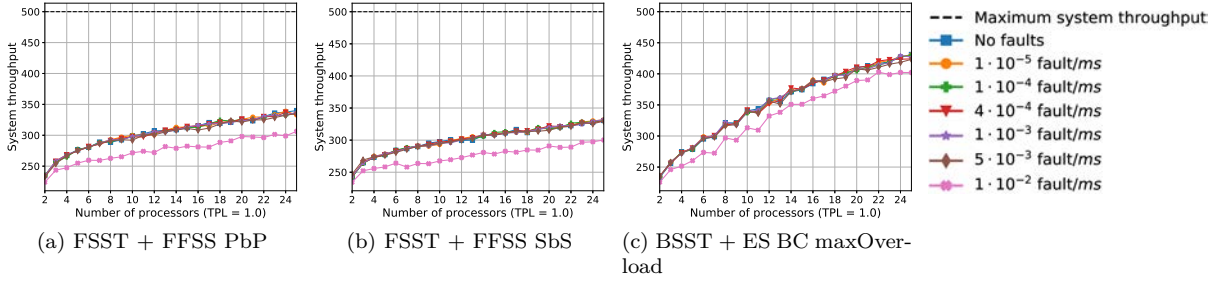 500
450
400
350
300
250
System throughput
2 4 6 8 10 12 14 16 18 20 22 24
Number of processors (TPL = 1.0)
(a) FSST + FFSS PbP
500
450
400
350
300
250
System throughput
2 4 6 8 10 12 14 16 18 20 22 24
Number of processors (TPL = 1.0)
(b) FSST + FFSS SbS
500
450
400
350
300
250
System throughput
2 4 6 8 10 12 14 16 18 20 22 24
Number of processors (TPL = 1.0)
(c) BSST + ES BC maxOver-
load
Maximum system throughput
No faults
1 · 10⁻⁵ fault/ms
1 · 10⁻⁴ fault/ms
4 · 10⁻⁴ fault/ms
1 · 10⁻³ fault/ms
5 · 10⁻³ fault/ms
1 · 10⁻² fault/ms